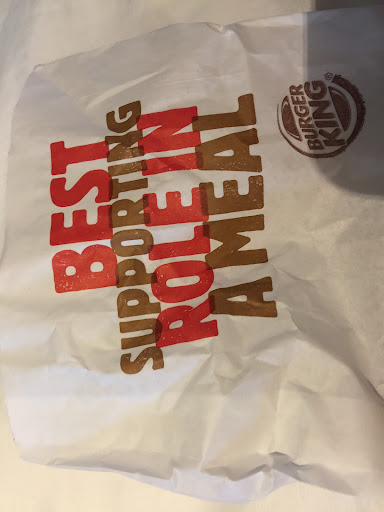 BEST
SUPPORTING
ROLE IN
A MEAL
BURGER
KING
®